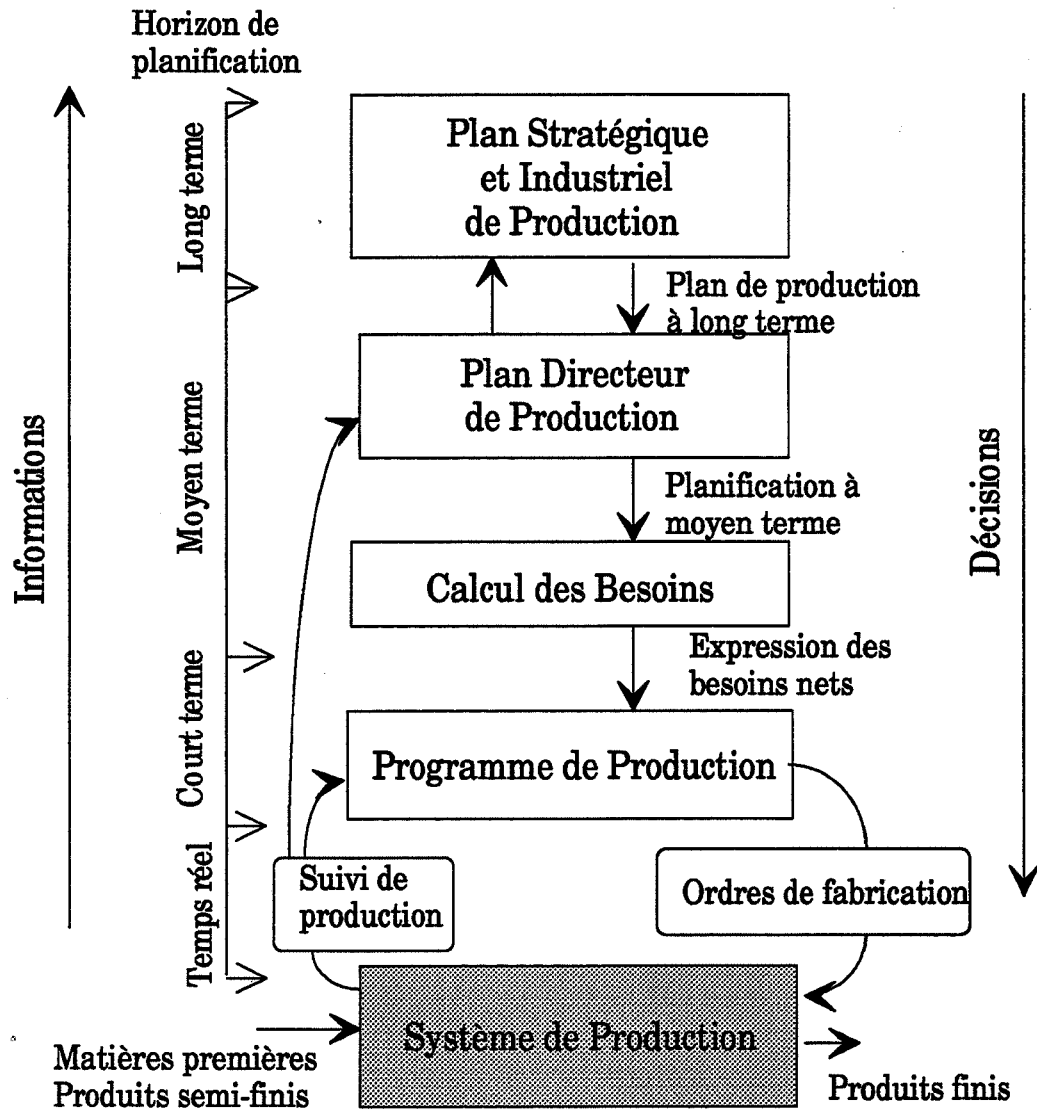 Horizon de
planification
Plan Stratégique
et Industriel
de Production
Long terme
Plan de production
à long terme
Plan Directeur
de Production
Moyen terme
Informations
Décisions
Planification à
moyen terme
Calcul des Besoins
Expression des
besoins nets
Court terme
Programme de Production
Temps réel
Suivi de
production
Ordres de fabrication
Système de Production
Matières premières
Produits semi-finis
Produits finis